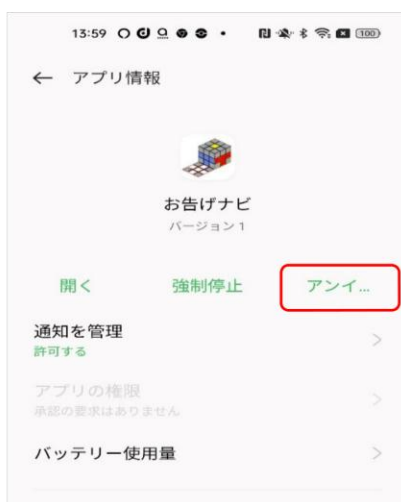 13:59 100
← アプリ情報
お告げナビ
バージョン 1
開く 強制停止 アンイ...
通知を管理
許可する
アプリの権限
承認の要求はありません
バッテリー使用量